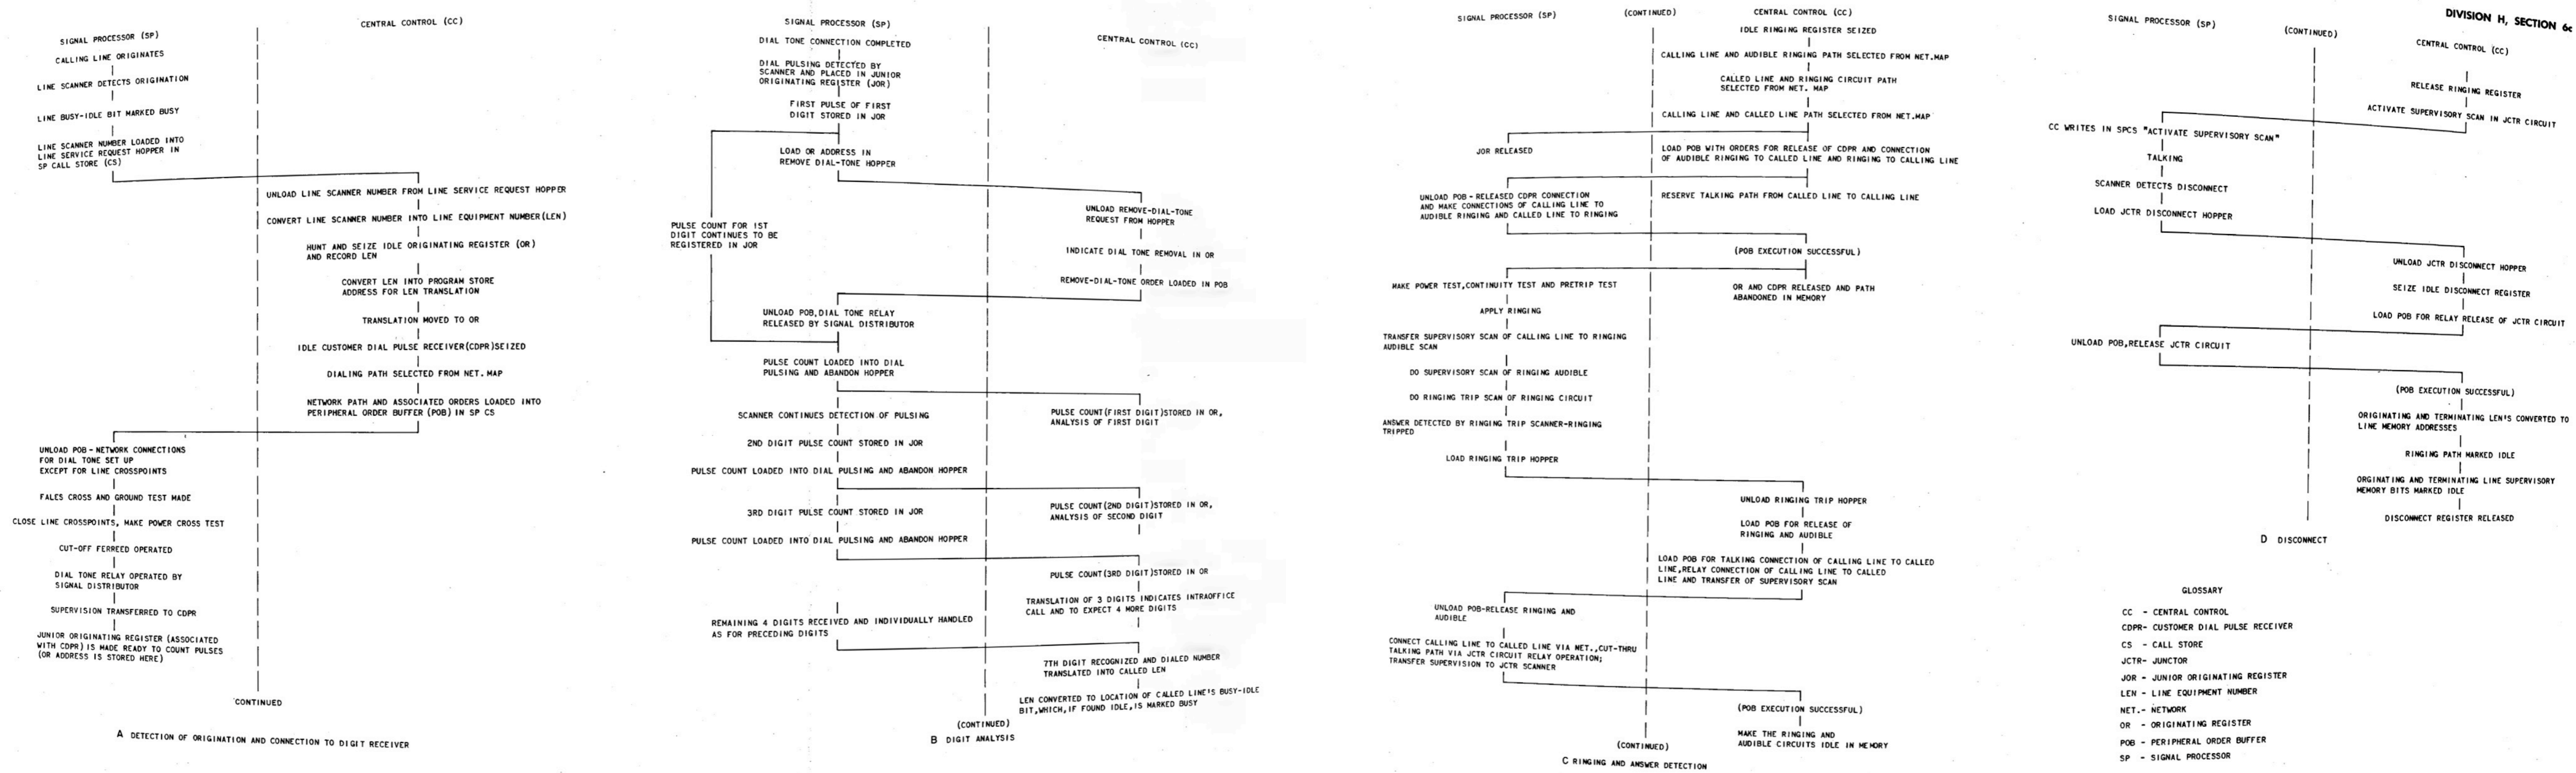 SIGNAL PROCESSOR (SP)
CENTRAL CONTROL (CC)
CALLING LINE ORIGINATES
LINE SCANNER DETECTS ORIGINATION
LINE BUSY-IDLE BIT MARKED BUSY
LINE SCANNER NUMBER LOADED INTO
LINE SERVICE REQUEST HOPPER IN
SP CALL STORE (CS)
UNLOAD LINE SCANNER NUMBER FROM LINE SERVICE REQUEST HOPPER
CONVERT LINE SCANNER NUMBER INTO LINE EQUIPMENT NUMBER(LEN)
HUNT AND SEIZE IDLE ORIGINATING REGISTER (OR)
AND RECORD LEN
CONVERT LEN INTO PROGRAM STORE
ADDRESS FOR LEN TRANSLATION
TRANSLATION MOVED TO OR
IDLE CUSTOMER DIAL PULSE RECEIVER(CDPR)SEIZED
DIALING PATH SELECTED FROM NET.MAP
NETWORK PATH AND ASSOCIATED ORDERS LOADED INTO
PERIPHERAL ORDER BUFFER (POB) IN SP CS
UNLOAD POB-NETWORK CONNECTIONS
FOR DIAL TONE SET UP
EXCEPT FOR LINE CROSSPOINTS
FALES CROSS AND GROUND TEST MADE
CLOSE LINE CROSSPOINTS, MAKE POWER CROSS TEST
CUT-OFF FERREED OPERATED
DIAL TONE RELAY OPERATED BY
SIGNAL DISTRIBUTOR
SUPERVISION TRANSFERRED TO CDPR
JUNIOR ORIGINATING REGISTER (ASSOCIATED
WITH CDPR) IS MADE READY TO COUNT PULSES
(OR ADDRESS IS STORED HERE)
CONTINUED
A DETECTION OF ORIGINATION AND CONNECTION TO DIGIT RECEIVER
SIGNAL PROCESSOR (SP)
CENTRAL CONTROL (CC)
DIAL TONE CONNECTION COMPLETED
DIAL PULSING DETECTED BY
SCANNER AND PLACED IN JUNIOR
ORIGINATING REGISTER (JOR)
FIRST PULSE OF FIRST
DIGIT STORED IN JOR
LOAD OR ADDRESS IN
REMOVE DIAL-TONE HOPPER
UNLOAD REMOVE-DIAL-TONE
REQUEST FROM HOPPER
PULSE COUNT FOR 1ST
DIGIT CONTINUES TO BE
REGISTERED IN JOR
INDICATE DIAL TONE REMOVAL IN OR
REMOVE-DIAL-TONE ORDER LOADED IN POB
UNLOAD POB,DIAL TONE RELAY
RELEASED BY SIGNAL DISTRIBUTOR
PULSE COUNT LOADED INTO DIAL
PULSING AND ABANDON HOPPER
SCANNER CONTINUES DETECTION OF PULSING
PULSE COUNT(FIRST DIGIT)STORED IN OR,
ANALYSIS OF FIRST DIGIT
2ND DIGIT PULSE COUNT STORED IN JOR
PULSE COUNT LOADED INTO DIAL PULSING AND ABANDON HOPPER
PULSE COUNT(2ND DIGIT)STORED IN OR,
ANALYSIS OF SECOND DIGIT
3RD DIGIT PULSE COUNT STORED IN JOR
PULSE COUNT LOADED INTO DIAL PULSING AND ABANDON HOPPER
PULSE COUNT(3RD DIGIT)STORED IN OR
TRANSLATION OF 3 DIGITS INDICATES INTRAOFFICE
CALL AND TO EXPECT 4 MORE DIGITS
REMAINING 4 DIGITS RECEIVED AND INDIVIDUALLY HANDLED
AS FOR PRECEDING DIGITS
7TH DIGIT RECOGNIZED AND DIALED NUMBER
TRANSLATED INTO CALLED LEN
LEN CONVERTED TO LOCATION OF CALLED LINE'S BUSY-IDLE
BIT,WHICH,IF FOUND IDLE,IS MARKED BUSY
(CONTINUED)
B DIGIT ANALYSIS
SIGNAL PROCESSOR (SP)
(CONTINUED)
CENTRAL CONTROL (CC)
IDLE RINGING REGISTER SEIZED
CALLING LINE AND AUDIBLE RINGING PATH SELECTED FROM NET.MAP
CALLED LINE AND RINGING CIRCUIT PATH
SELECTED FROM NET. MAP
CALLING LINE AND CALLED LINE PATH SELECTED FROM NET.MAP
JOR RELEASED
LOAD POB WITH ORDERS FOR RELEASE OF CDPR AND CONNECTION
OF AUDIBLE RINGING TO CALLED LINE AND RINGING TO CALLING LINE
UNLOAD POB-RELEASED CDPR CONNECTION
AND MAKE CONNECTIONS OF CALLING LINE TO
AUDIBLE RINGING AND CALLED LINE TO RINGING
RESERVE TALKING PATH FROM CALLED LINE TO CALLING LINE
(POB EXECUTION SUCCESSFUL)
MAKE POWER TEST,CONTINUITY TEST AND PRETRIP TEST
OR AND CDPR RELEASED AND PATH
ABANDONED IN MEMORY
APPLY RINGING
TRANSFER SUPERVISORY SCAN OF CALLING LINE TO RINGING
AUDIBLE SCAN
DO SUPERVISORY SCAN OF RINGING AUDIBLE
DO RINGING TRIP SCAN OF RINGING CIRCUIT
ANSWER DETECTED BY RINGING TRIP SCANNER-RINGING
TRIPPED
LOAD RINGING TRIP HOPPER
UNLOAD RINGING TRIP HOPPER
LOAD POB FOR RELEASE OF
RINGING AND AUDIBLE
LOAD POB FOR TALKING CONNECTION OF CALLING LINE TO CALLED
LINE,RELAY CONNECTION OF CALLING LINE TO CALLED
LINE AND TRANSFER OF SUPERVISORY SCAN
UNLOAD POB-RELEASE RINGING AND
AUDIBLE
CONNECT CALLING LINE TO CALLED LINE VIA NET.,CUT-THRU
TALKING PATH VIA JCTR CIRCUIT RELAY OPERATION;
TRANSFER SUPERVISION TO JCTR SCANNER
(POB EXECUTION SUCCESSFUL)
MAKE THE RINGING AND
AUDIBLE CIRCUITS IDLE IN MEMORY
(CONTINUED)
C RINGING AND ANSWER DETECTION
DIVISION H, SECTION 6c
SIGNAL PROCESSOR (SP)
(CONTINUED)
CENTRAL CONTROL (CC)
RELEASE RINGING REGISTER
ACTIVATE SUPERVISORY SCAN IN JCTR CIRCUIT
CC WRITES IN SPCS "ACTIVATE SUPERVISORY SCAN"
TALKING
SCANNER DETECTS DISCONNECT
LOAD JCTR DISCONNECT HOPPER
UNLOAD JCTR DISCONNECT HOPPER
SEIZE IDLE DISCONNECT REGISTER
LOAD POB FOR RELAY RELEASE OF JCTR CIRCUIT
UNLOAD POB,RELEASE JCTR CIRCUIT
(POB EXECUTION SUCCESSFUL)
ORIGINATING AND TERMINATING LEN'S CONVERTED TO
LINE MEMORY ADDRESSES
RINGING PATH MARKED IDLE
ORGINATING AND TERMINATING LINE SUPERVISORY
MEMORY BITS MARKED IDLE
DISCONNECT REGISTER RELEASED
D DISCONNECT
GLOSSARY
CC - CENTRAL CONTROL
CDPR- CUSTOMER DIAL PULSE RECEIVER
CS - CALL STORE
JCTR- JUNCTOR
JOR - JUNIOR ORIGINATING REGISTER
LEN - LINE EQUIPMENT NUMBER
NET.- NETWORK
OR - ORIGINATING REGISTER
POB - PERIPHERAL ORDER BUFFER
SP - SIGNAL PROCESSOR